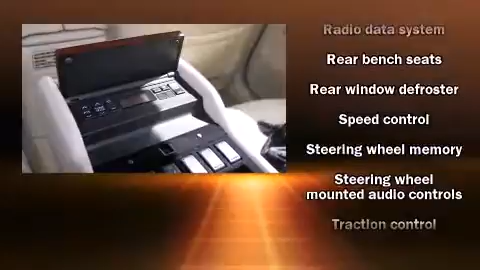 Radio data system
Rear bench seats
Rear window defroster
Speed control
Steering wheel memory
Steering wheel
mounted audio controls
Traction control